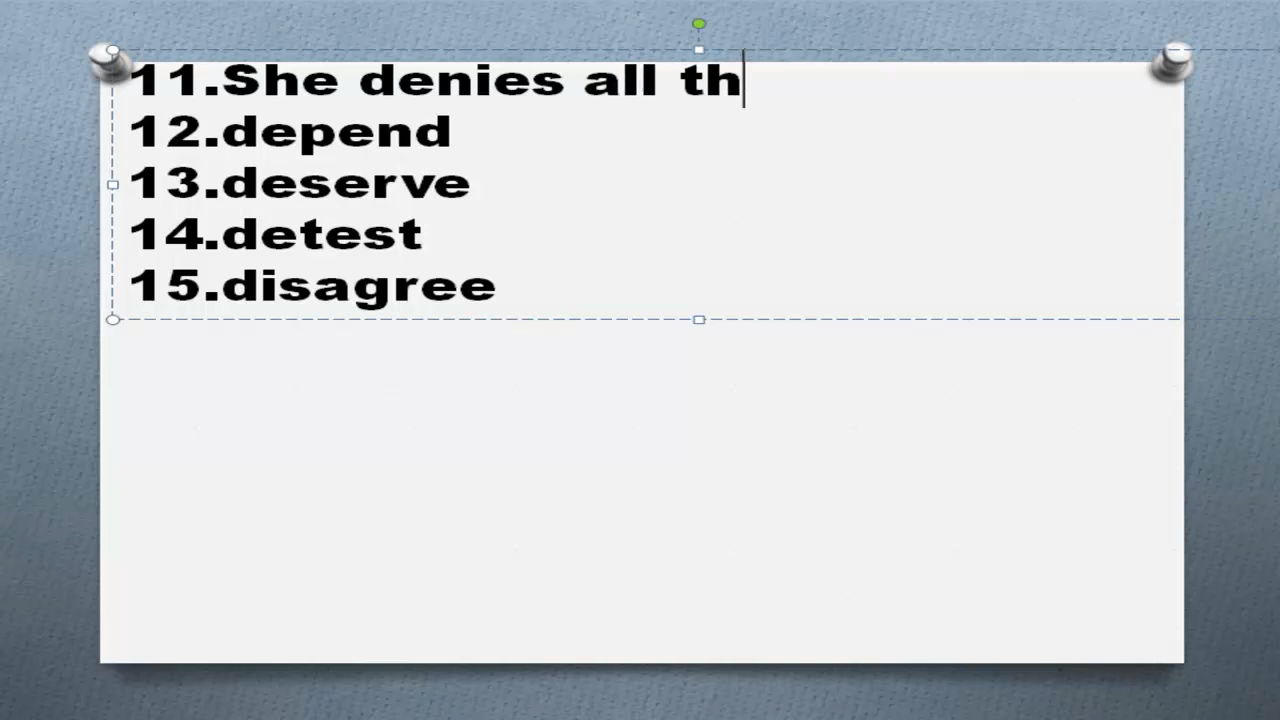 11.She denies all th
12.depend
13.deserve
14.detest
15.disagree